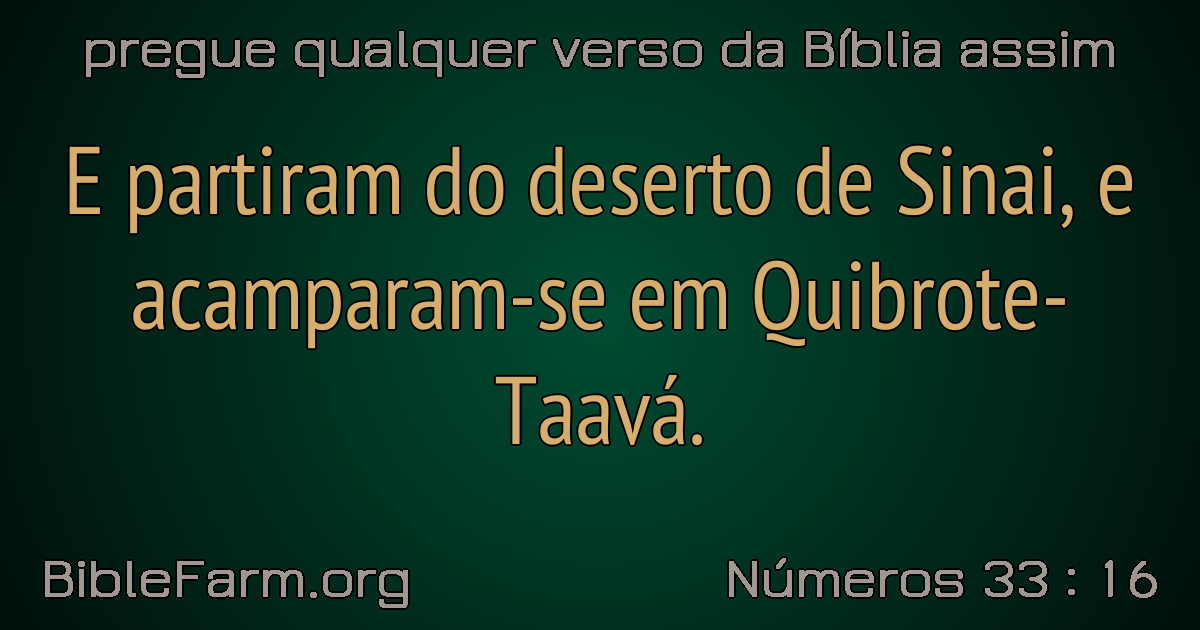 pregue qualquer verso da Bíblia assim
E partiram do deserto de Sinai, e
acamparam-se em Quibrote-
Taavá.
BibleFarm.org
Números 33 : 16